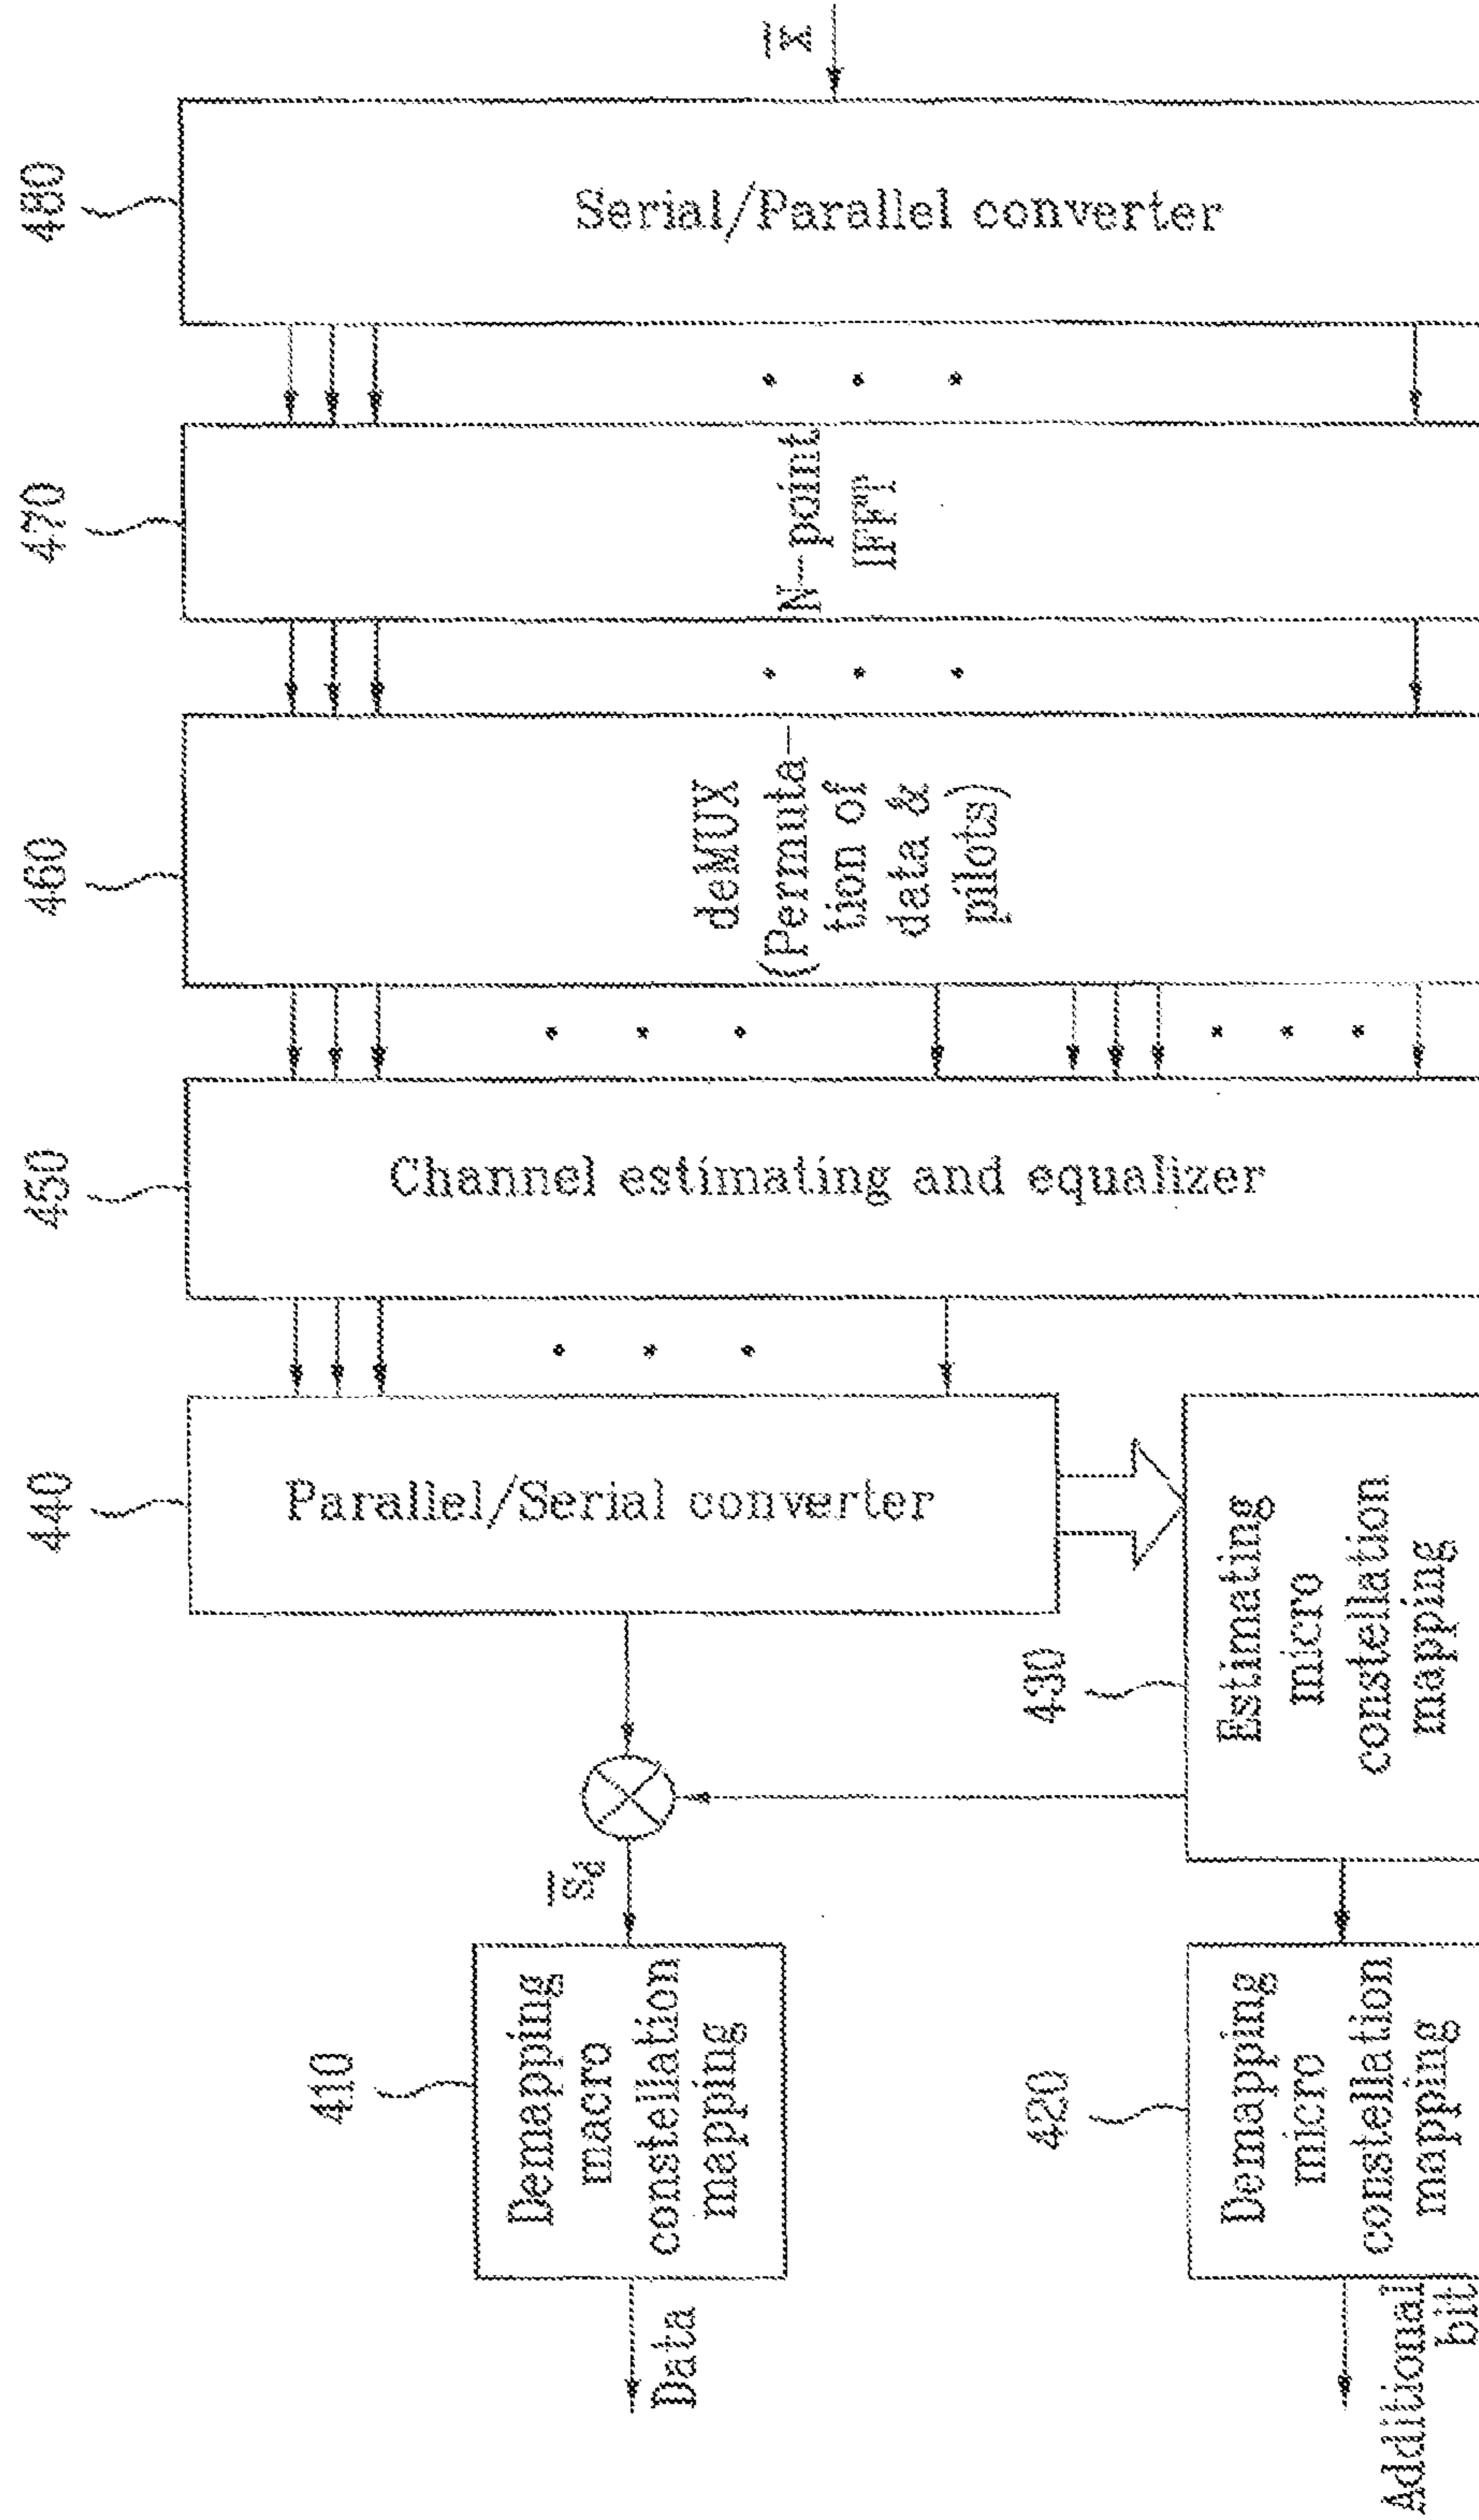 480
Serial/Parallel converter
470
N-point
IFFT
460
deMUX
(Permuta-
tion of
data &
pilots)
450
Channel estimating and equalizer
440
Parallel/Serial converter
430
Estimating
micro
constellation
mapping
410
Demapping
macro
constellation
mapping
Data
420
Demapping
micro
constellation
mapping
Additional
bit